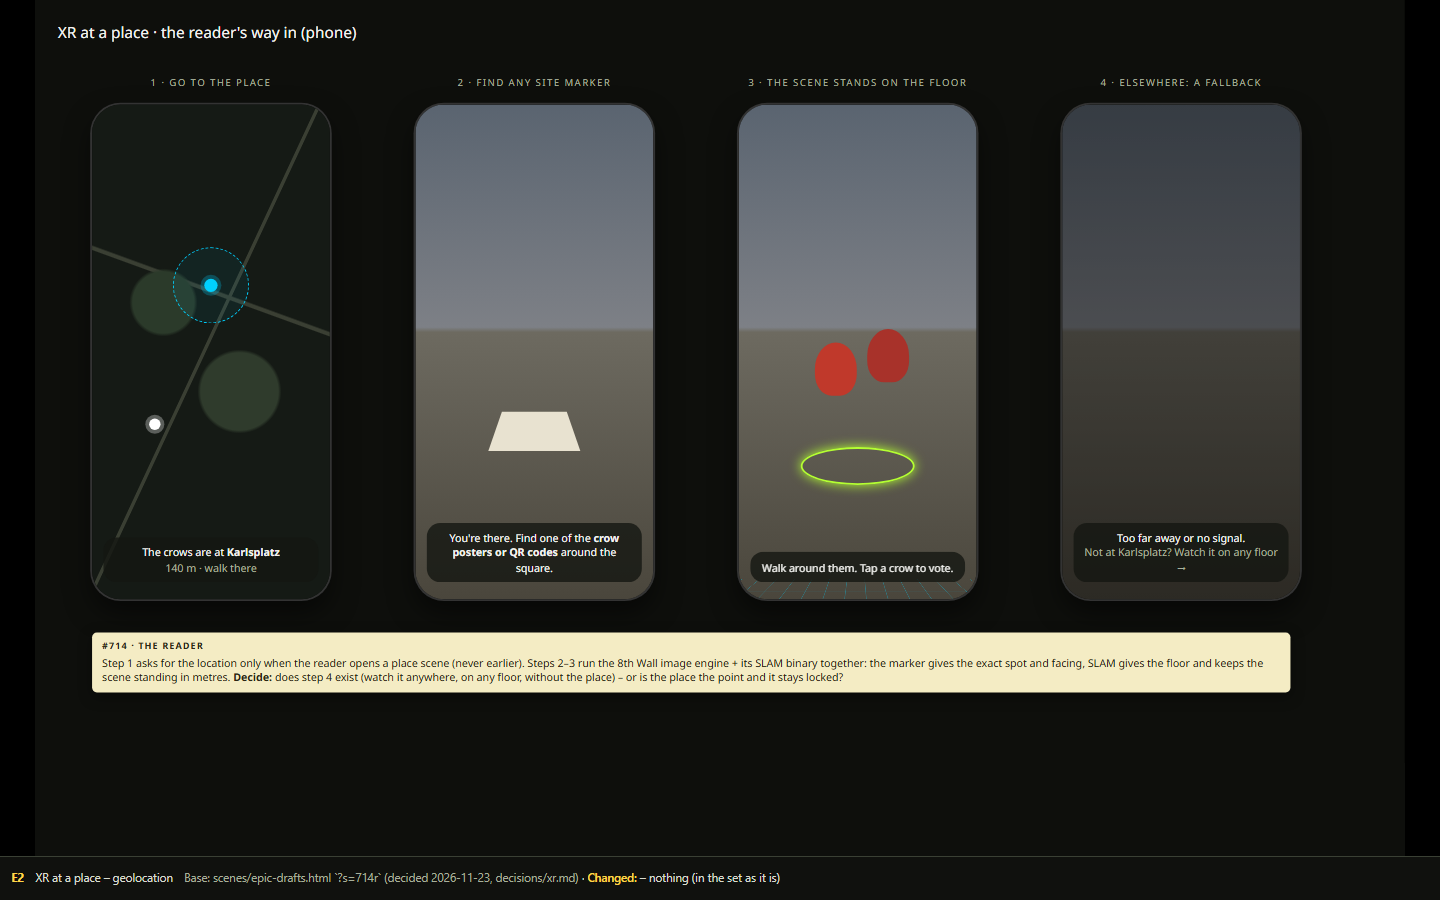 XR at a place · the reader's way in (phone)
1 · GO TO THE PLACE
2 · FIND ANY SITE MARKER
3 · THE SCENE STANDS ON THE FLOOR
4 · ELSEWHERE: A FALLBACK
The crows are at Karlsplatz
140 m · walk there
You're there. Find one of the crow
posters or QR codes around the
square.
Walk around them. Tap a crow to vote.
Too far away or no signal.
Not at Karlsplatz? Watch it on any floor
→
#714 · THE READER
Step 1 asks for the location only when the reader opens a place scene (never earlier). Steps 2–3 run the 8th Wall image engine + its SLAM binary together: the marker gives the exact spot and facing, SLAM gives the floor and keeps the
scene standing in metres. Decide: does step 4 exist (watch it anywhere, on any floor, without the place) – or is the place the point and it stays locked?
E2 XR at a place – geolocation Base: scenes/epic-drafts.html `?s=714r` (decided 2026-11-23, decisions/xr.md) · Changed: – nothing (in the set as it is)